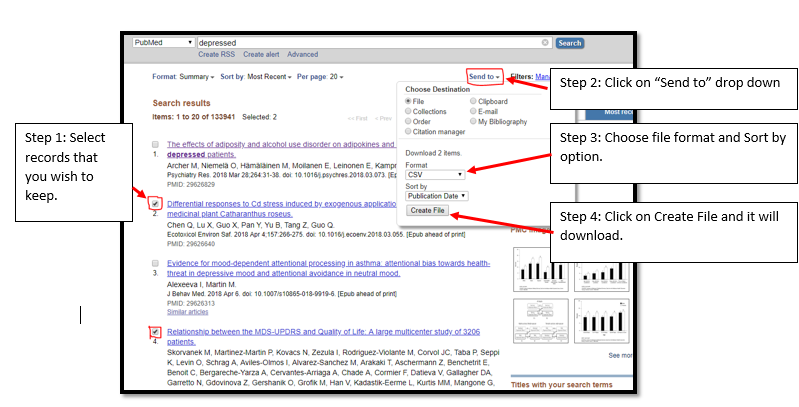 PubMed depressed Search
Create RSS Create alert Advanced
Format: Summary Sort by: Most Recent Per page: 20 Send to Filters:
Choose Destination
File Clipboard
Collections E-mail
Order My Bibliography
Citation manager
Download 2 items.
Format
CSV
Sort by
Publication Date
Create File
Search results
Items: 1 to 20 of 133941 Selected: 2
<< First < Prev
The effects of adiposity and alcohol use disorder on adipokines and
1. depressed patients.
Archer M, Niemelä O, Hämäläinen M, Moilanen E, Leinonen E, Kampr
Psychiatry Res. 2018 Mar 28;264:31-38. doi: 10.1016/j.psychres.2018.03.073. [Ep
PMID: 29626829
Differential responses to Cd stress induced by exogenous applicatio
2. medicinal plant Catharanthus roseus.
Chen Q, Lu X, Guo X, Pan Y, Yu B, Tang Z, Guo Q.
Ecotoxicol Environ Saf. 2018 Apr 4;157:266-275. doi: 10.1016/j.ecoenv.2018.03.055. [Epub ahead of print]
PMID: 29626640
Evidence for mood-dependent attentional processing in asthma: attentional bias towards health-
3. threat in depressive mood and attentional avoidance in neutral mood.
Alexeeva I, Martin M.
J Behav Med. 2018 Apr 6. doi: 10.1007/s10865-018-9919-6. [Epub ahead of print]
PMID: 29626313
Similar articles
Relationship between the MDS-UPDRS and Quality of Life: A large multicenter study of 3206
4. patients.
Skorvanek M, Martinez-Martin P, Kovacs N, Zezula I, Rodriguez-Violante M, Corvol JC, Taba P, Seppi
K, Levin O, Schrag A, Aviles-Olmos I, Alvarez-Sanchez M, Arakaki T, Aschermann Z, Benchetrit E,
Benoit C, Bergareche-Yarza A, Cervantes-Arriaga A, Chade A, Cormier F, Datieva V, Gallagher DA,
Garretto N, Gdovinova Z, Gershanik O, Grofik M, Han V, Kadastik-Eerme L, Kurtis MM, Mangone G,
Most rece
See mor
Titles with your search terms
Step 1: Select
records that
you wish to
keep.
Step 2: Click on “Send to” drop down
Step 3: Choose file format and Sort by
option.
Step 4: Click on Create File and it will
download.